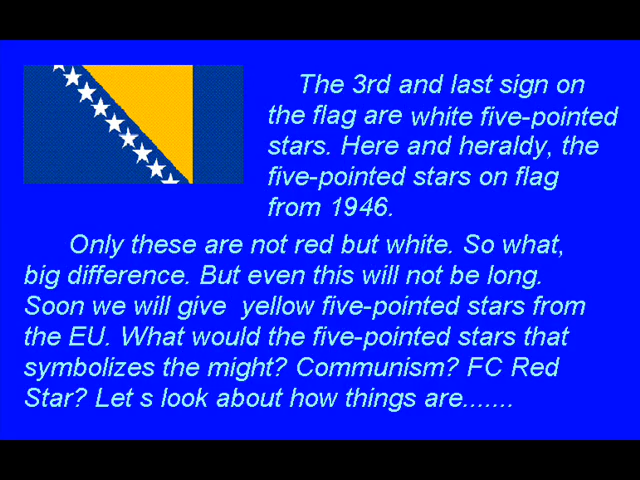 The 3rd and last sign on
the flag are white five-pointed
stars. Here and heraldy, the
five-pointed stars on flag
from 1946.
Only these are not red but white. So what,
big difference. But even this will not be long.
Soon we will give yellow five-pointed stars from
the EU. What would the five-pointed stars that
symbolizes the might? Communism? FC Red
Star? Let s look about how things are.......